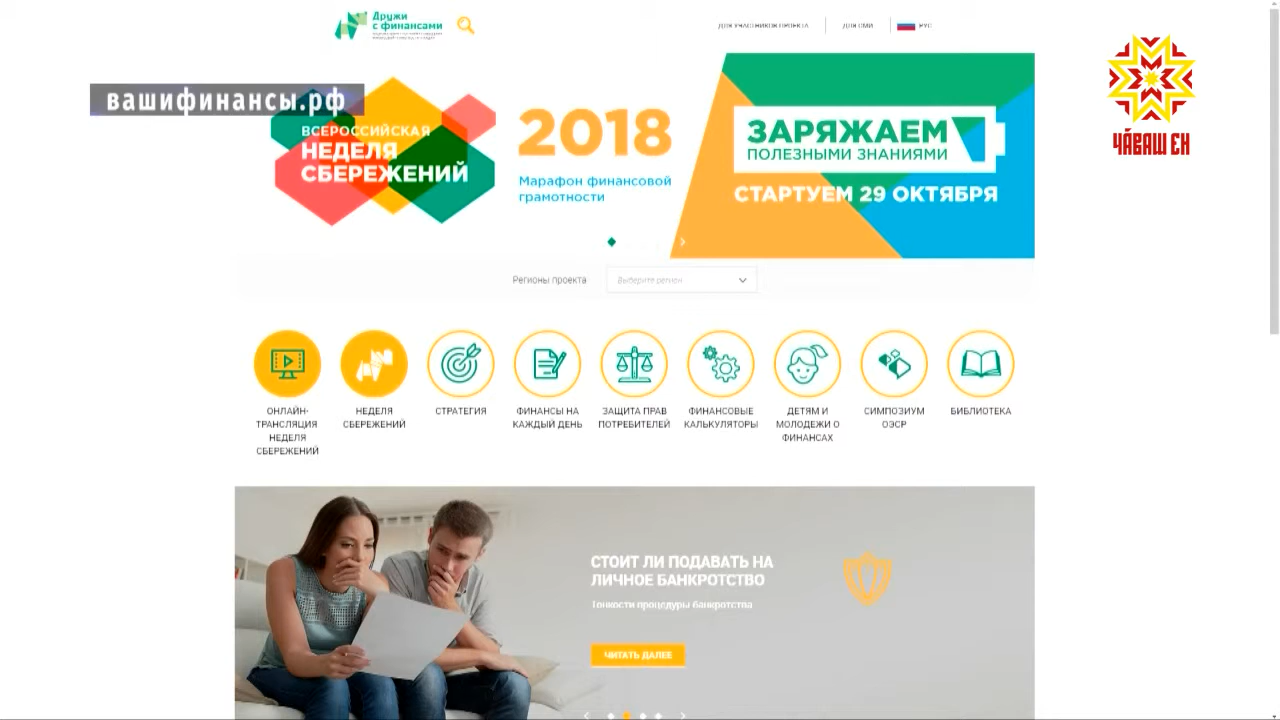 Дружи
с финансами
ДЛЯ УЧАСТНИКОВ ПРОЕКТА
ДЛЯ СМИ
РУС
вашифинансы.рф
ЧӐВАШ ЕН
ВСЕРОССИЙСКАЯ
НЕДЕЛЯ
СБЕРЕЖЕНИЙ
2018
Марафон финансовой
грамотности
ЗАРЯЖАЕМ
ПОЛЕЗНЫМИ ЗНАНИЯМИ
СТАРТУЕМ 29 ОКТЯБРЯ
Регионы проекта
Выберите регион
ОНЛАЙН-
ТРАНСЛЯЦИЯ
НЕДЕЛЯ
СБЕРЕЖЕНИЙ
НЕДЕЛЯ
СБЕРЕЖЕНИЙ
СТРАТЕГИЯ
ФИНАНСЫ НА
КАЖДЫЙ ДЕНЬ
ЗАЩИТА ПРАВ
ПОТРЕБИТЕЛЕЙ
ФИНАНСОВЫЕ
КАЛЬКУЛЯТОРЫ
ДЕТЯМ И
МОЛОДЕЖИ О
ФИНАНСАХ
СИМПОЗИУМ
ОЭСР
БИБЛИОТЕКА
СТОИТ ЛИ ПОДАВАТЬ НА
ЛИЧНОЕ БАНКРОТСТВО
Тонкости процедуры банкротства
ЧИТАТЬ ДАЛЕЕ